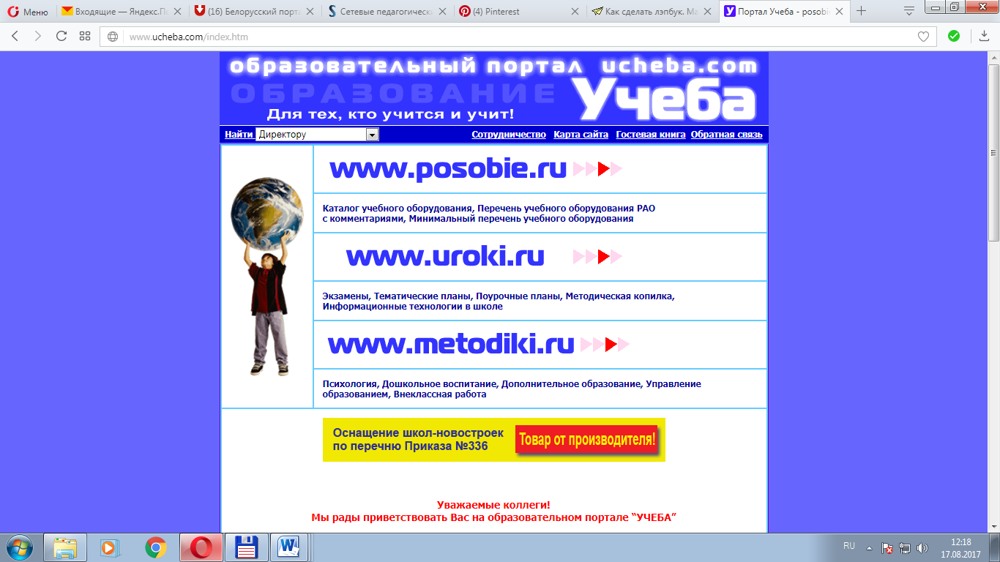 Меню
Входящие — Яндекс.По
(16) Белорусский порта
Сетевые педагогически
(4) Pinterest
Как сделать лэпбук. Ма
Портал Учеба - posobie
www.ucheba.com/index.htm
образовательный портал ucheba.com
ОБРАЗОВАНИЕ
Учеба
Для тех, кто учится и учит!
Найти Директору
Сотрудничество Карта сайта Гостевая книга Обратная связь
www.posobie.ru
Каталог учебного оборудования, Перечень учебного оборудования РАО
с комментариями, Минимальный перечень учебного оборудования
www.uroki.ru
Экзамены, Тематические планы, Поурочные планы, Методическая копилка,
Информационные технологии в школе
www.metodiki.ru
Психология, Дошкольное воспитание, Дополнительное образование, Управление
образованием, Внеклассная работа
Оснащение школ-новостроек
по перечню Приказа №336
Товар от производителя!
Уважаемые коллеги!
Мы рады приветствовать Вас на образовательном портале “УЧЕБА”
RU
12:18
17.08.2017